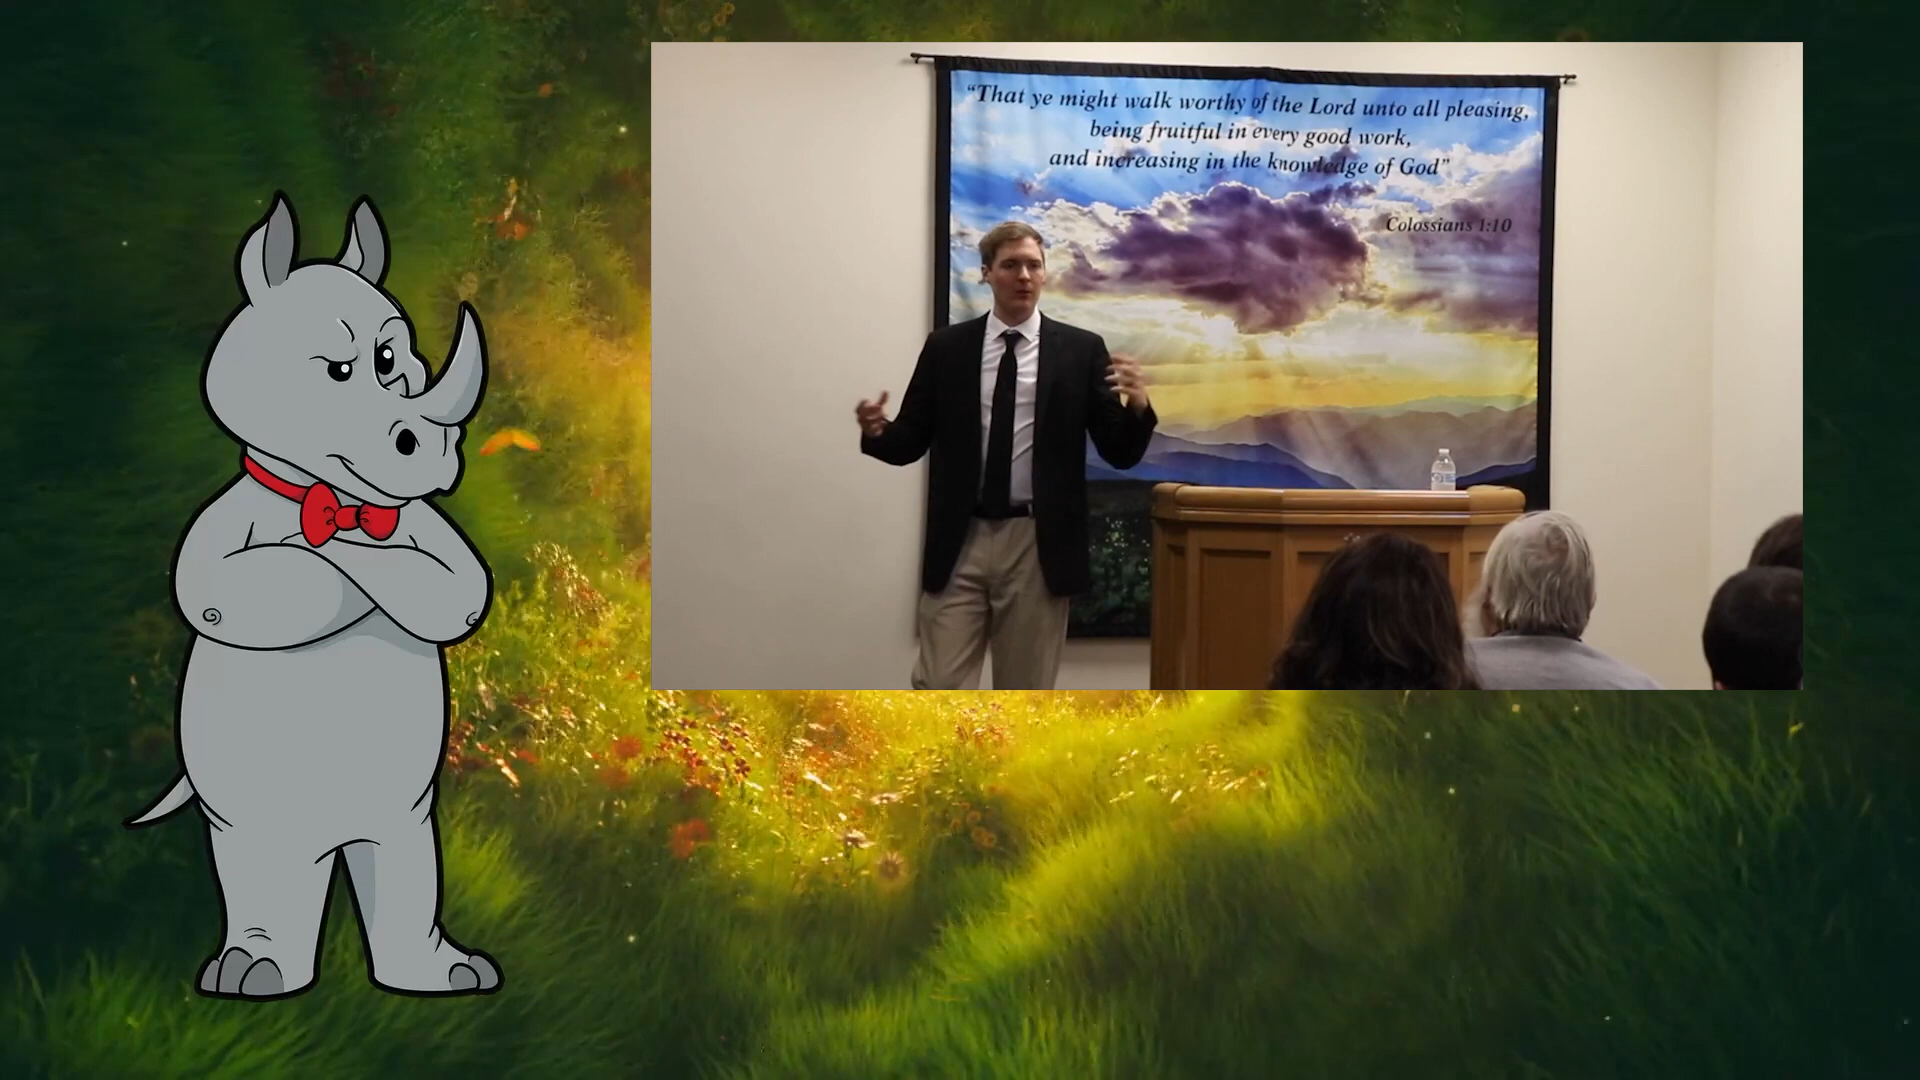 “That ye might walk worthy of the Lord unto all pleasing,
being fruitful in every good work,
and increasing in the knowledge of God”
Colossians 1:10